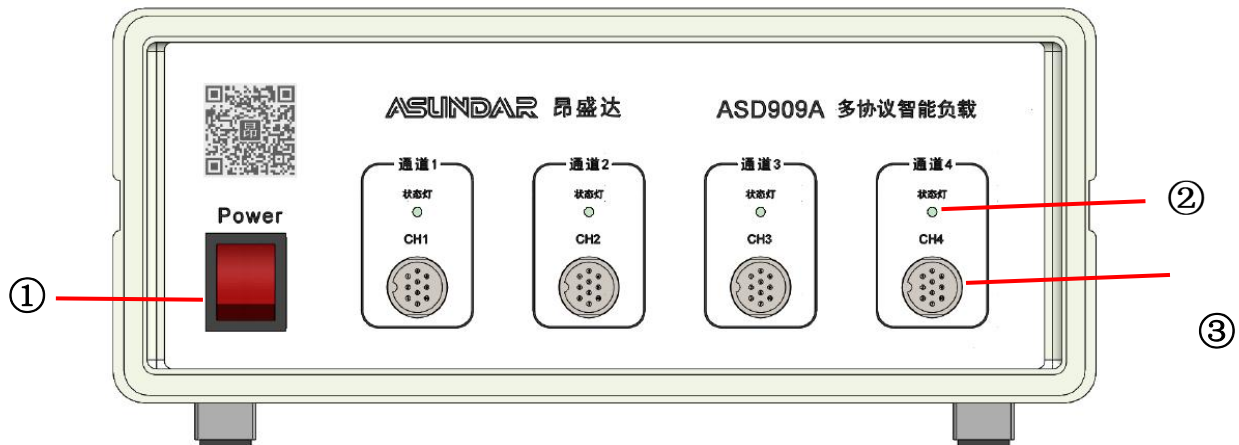 ASUNDAR 昂盛达
ASD909A 多协议智能负载
昂
Power
通道1
状态灯
CH1
通道2
状态灯
CH2
通道3
状态灯
CH3
通道4
状态灯
CH4
①
②
③